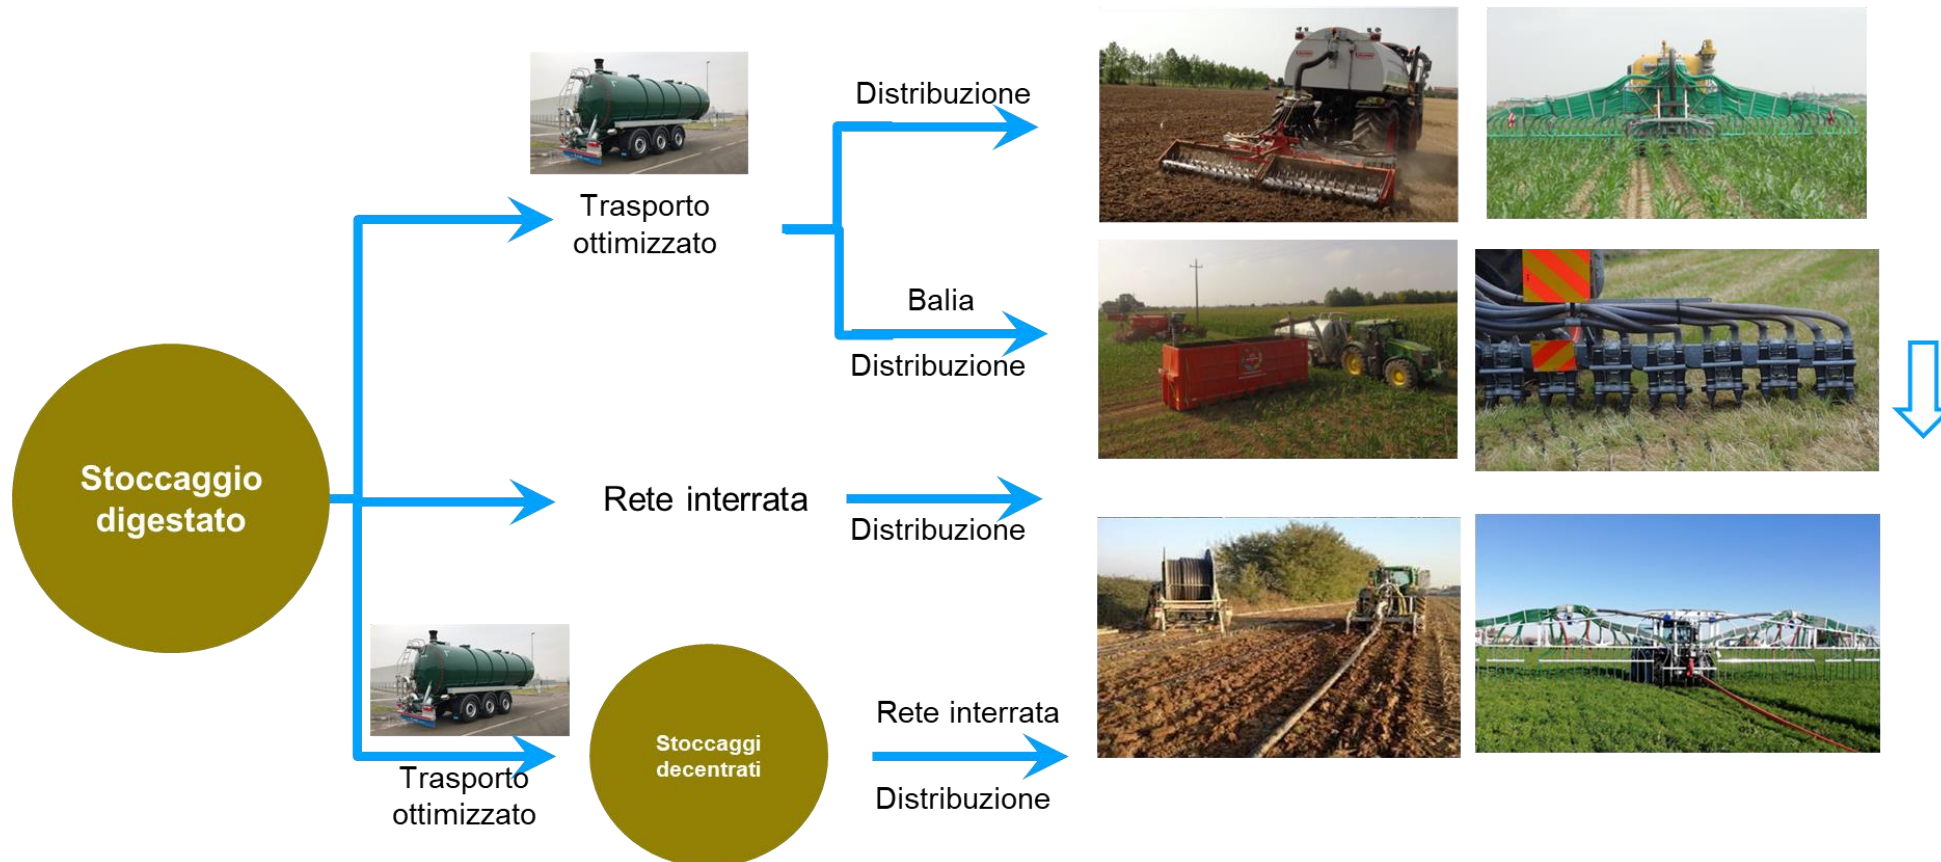 Distribuzione
Trasporto
ottimizzato
Balia
Distribuzione
Stoccaggio
digestato
Rete interrata
Distribuzione
Trasporto
ottimizzato
Stoccaggi
decentrati
Rete interrata
Distribuzione